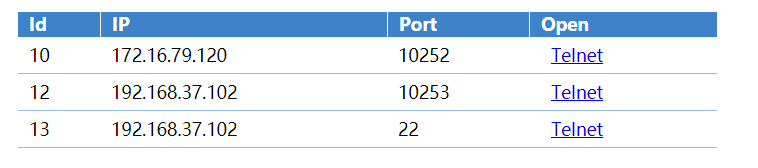 Id IP Port Open
10 172.16.79.120 10252 Telnet
12 192.168.37.102 10253 Telnet
13 192.168.37.102 22 Telnet